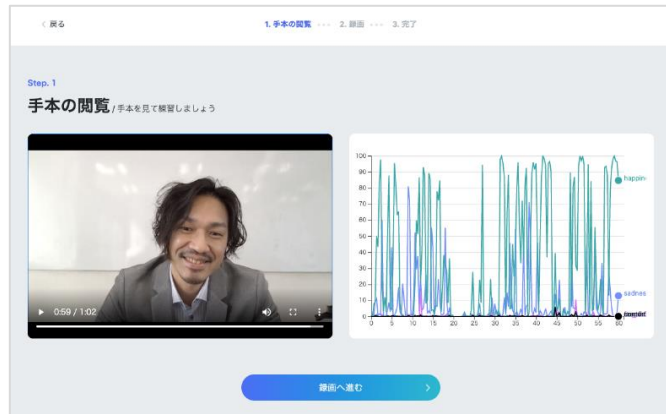 〈 戻る
1. 手本の閲覧 ---- 2. 録画 ---- 3. 完了
Step. 1
手本の閲覧 / 手本を見て練習しましょう
0:59 / 1:02
100
90
80
70
60
50
40
30
20
10
0
0 5 10 15 20 25 30 35 40 45 50 55 60
happin
sadnes
録画へ進む 〉